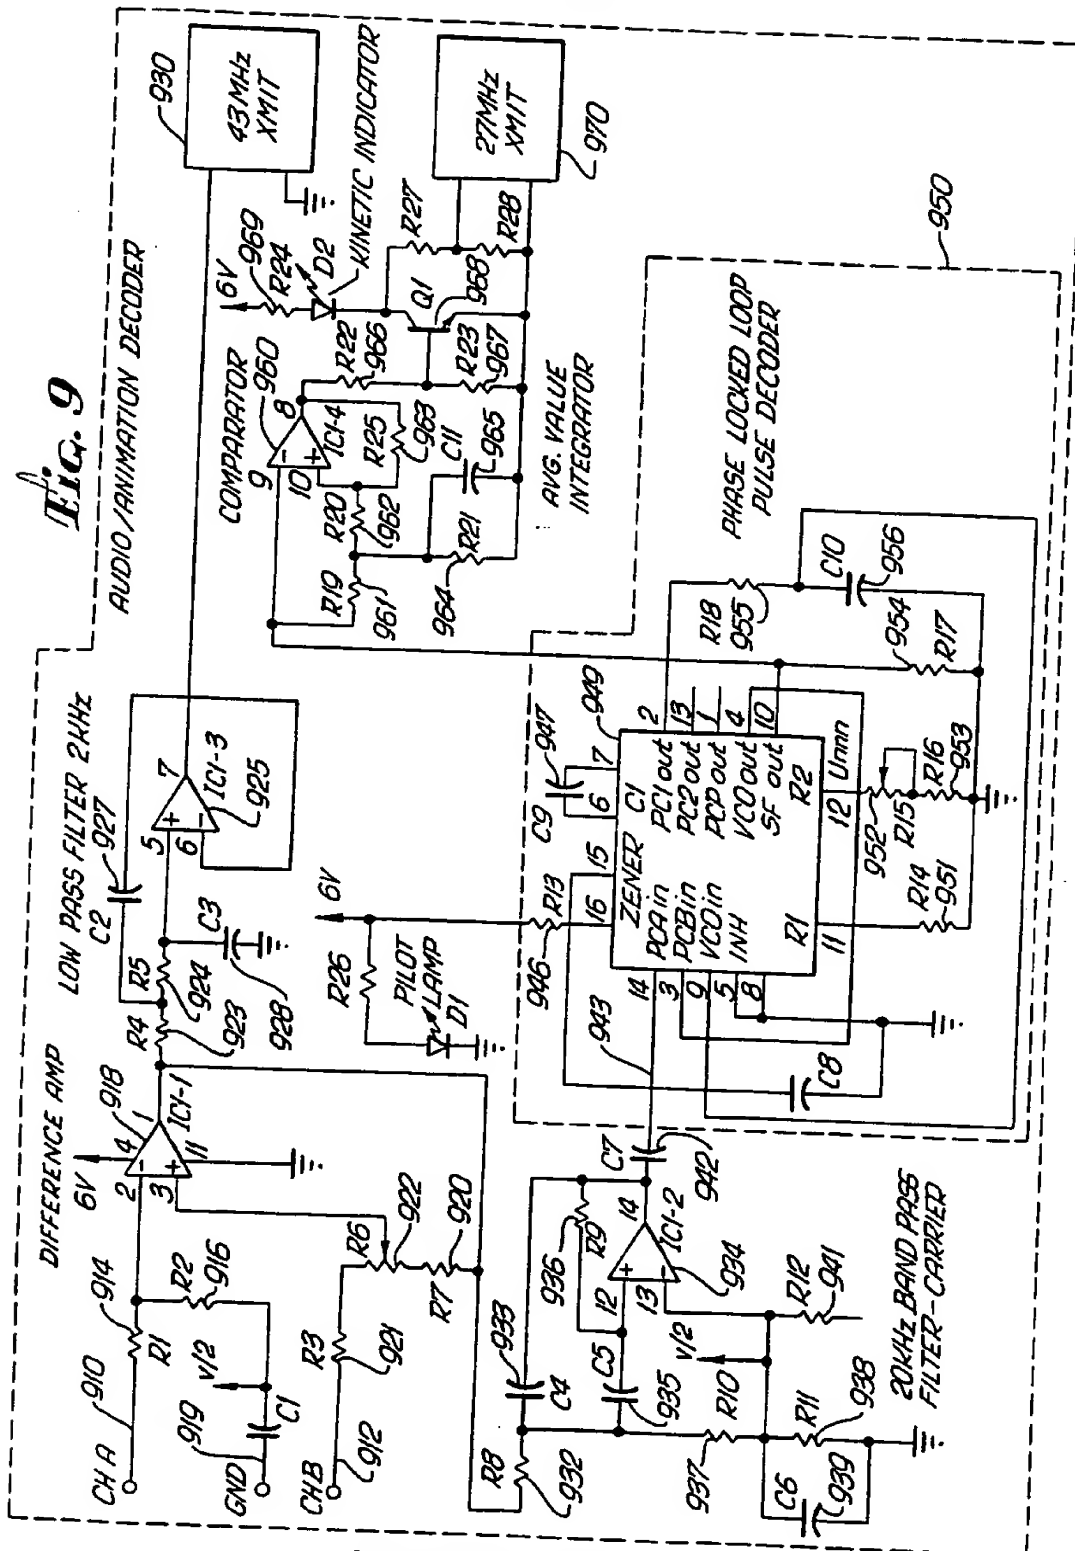 Fig. 9
AUDIO/ANIMATION DECODER
LOW PASS FILTER 2KHz
DIFFERENCE AMP
CH A
910
914
R1
6V
918
2
4
1
3
11
IC1-1
R2
916
v/2
919
GND
C1
R3
921
CHB
912
R6
922
R7
920
R4
923
R5
924
C2
927
C3
928
5
6
7
IC1-3
925
43MHz
XMIT
930
6V
R26
PILOT
LAMP
D1
COMPARATOR
960
9
10
8
IC1-4
R19
961
R20
962
R25
963
R21
964
C11
965
R22
966
R23
967
Q1
968
6V
969
R24
D2
KINETIC INDICATOR
R27
R28
27MHz
XMIT
970
AVG. VALUE
INTEGRATOR
R8
932
C4
933
C5
935
R9
936
12
13
14
IC1-2
934
C7
942
R10
937
R11
938
C6
939
v/2
R12
941
20KHz BAND PASS
FILTER-CARRIER
943
946
R13
C8
C9
947
949
16
15
6
7
ZENER
C1
14
PCA in
3
PCB in
9
VCO in
5
INH
8
PC1 out
2
PC2 out
13
PCP out
1
VCO out
4
SF out
10
R1
11
R2
12
Unnn
R14
951
952
R15
R16
953
R17
954
R18
955
C10
956
PHASE LOCKED LOOP
PULSE DECODER
950